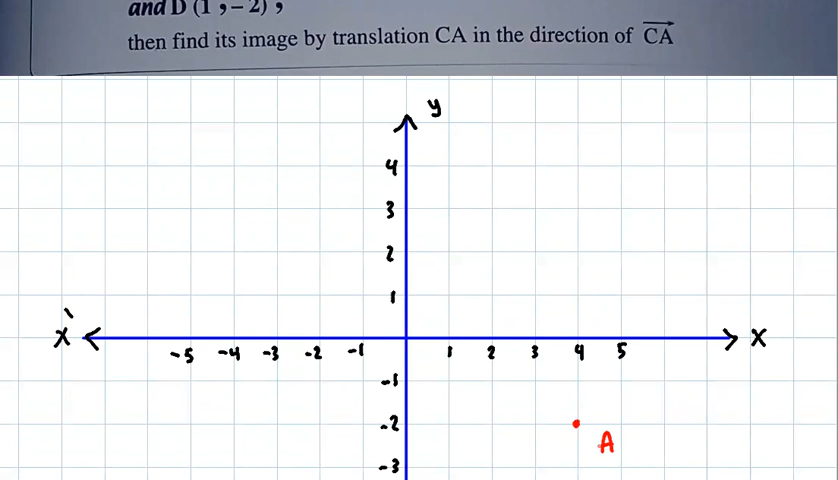 and D (1 , – 2) ,
then find its image by translation CA in the direction of CA
y
4
3
2
1
x` x
-5 -4 -3 -2 -1 1 2 3 4 5
-1
-2
A
-3